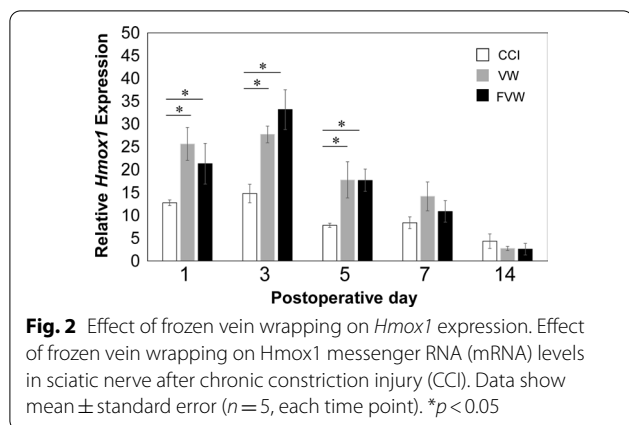 50
45
40
35
30
25
20
15
10
5
0
Relative Hmox1 Expression
CCI
VW
FVW
*
*
*
*
*
*
1 3 5 7 14
Postoperative day
Fig. 2 Effect of frozen vein wrapping on Hmox1 expression. Effect
of frozen vein wrapping on Hmox1 messenger RNA (mRNA) levels
in sciatic nerve after chronic constriction injury (CCI). Data show
mean ± standard error (n = 5, each time point). *p < 0.05